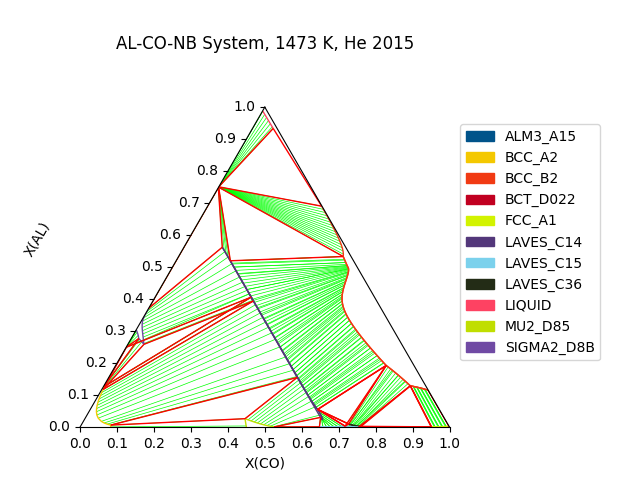 AL-CO-NB System, 1473 K, He 2015
1.0
0.9
0.8
0.7
0.6
0.5
0.4
0.3
0.2
0.1
0.0
X(AL)
0.0 0.1 0.2 0.3 0.4 0.5 0.6 0.7 0.8 0.9 1.0
X(CO)
ALM3_A15
BCC_A2
BCC_B2
BCT_D022
FCC_A1
LAVES_C14
LAVES_C15
LAVES_C36
LIQUID
MU2_D85
SIGMA2_D8B